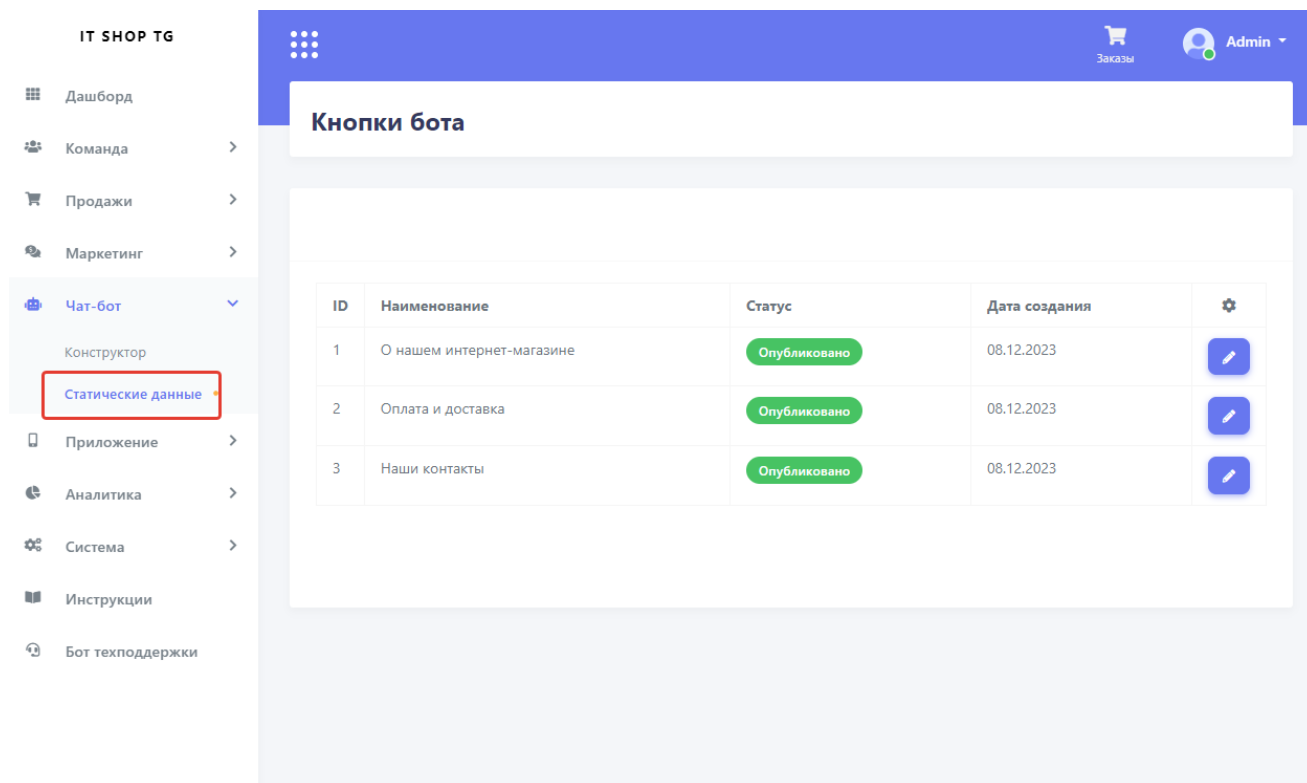 IT SHOP TG
Дашборд
Команда
Продажи
Маркетинг
Чат-бот
Конструктор
Статические данные
Приложение
Аналитика
Система
Инструкции
Бот техподдержки
Заказы
Admin
Кнопки бота
ID Наименование Статус Дата создания
1 О нашем интернет-магазине Опубликовано 08.12.2023
2 Оплата и доставка Опубликовано 08.12.2023
3 Наши контакты Опубликовано 08.12.2023